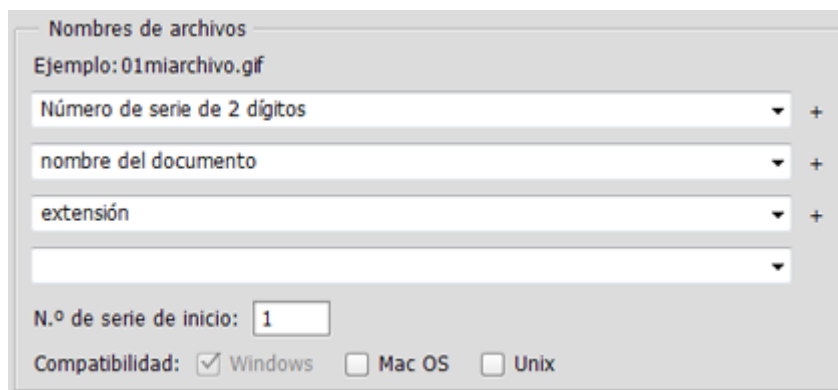 Nombres de archivos
Ejemplo: 01miarchivo.gif
Número de serie de 2 dígitos +
nombre del documento +
extensión +
N.º de serie de inicio: 1
Compatibilidad: Windows Mac OS Unix